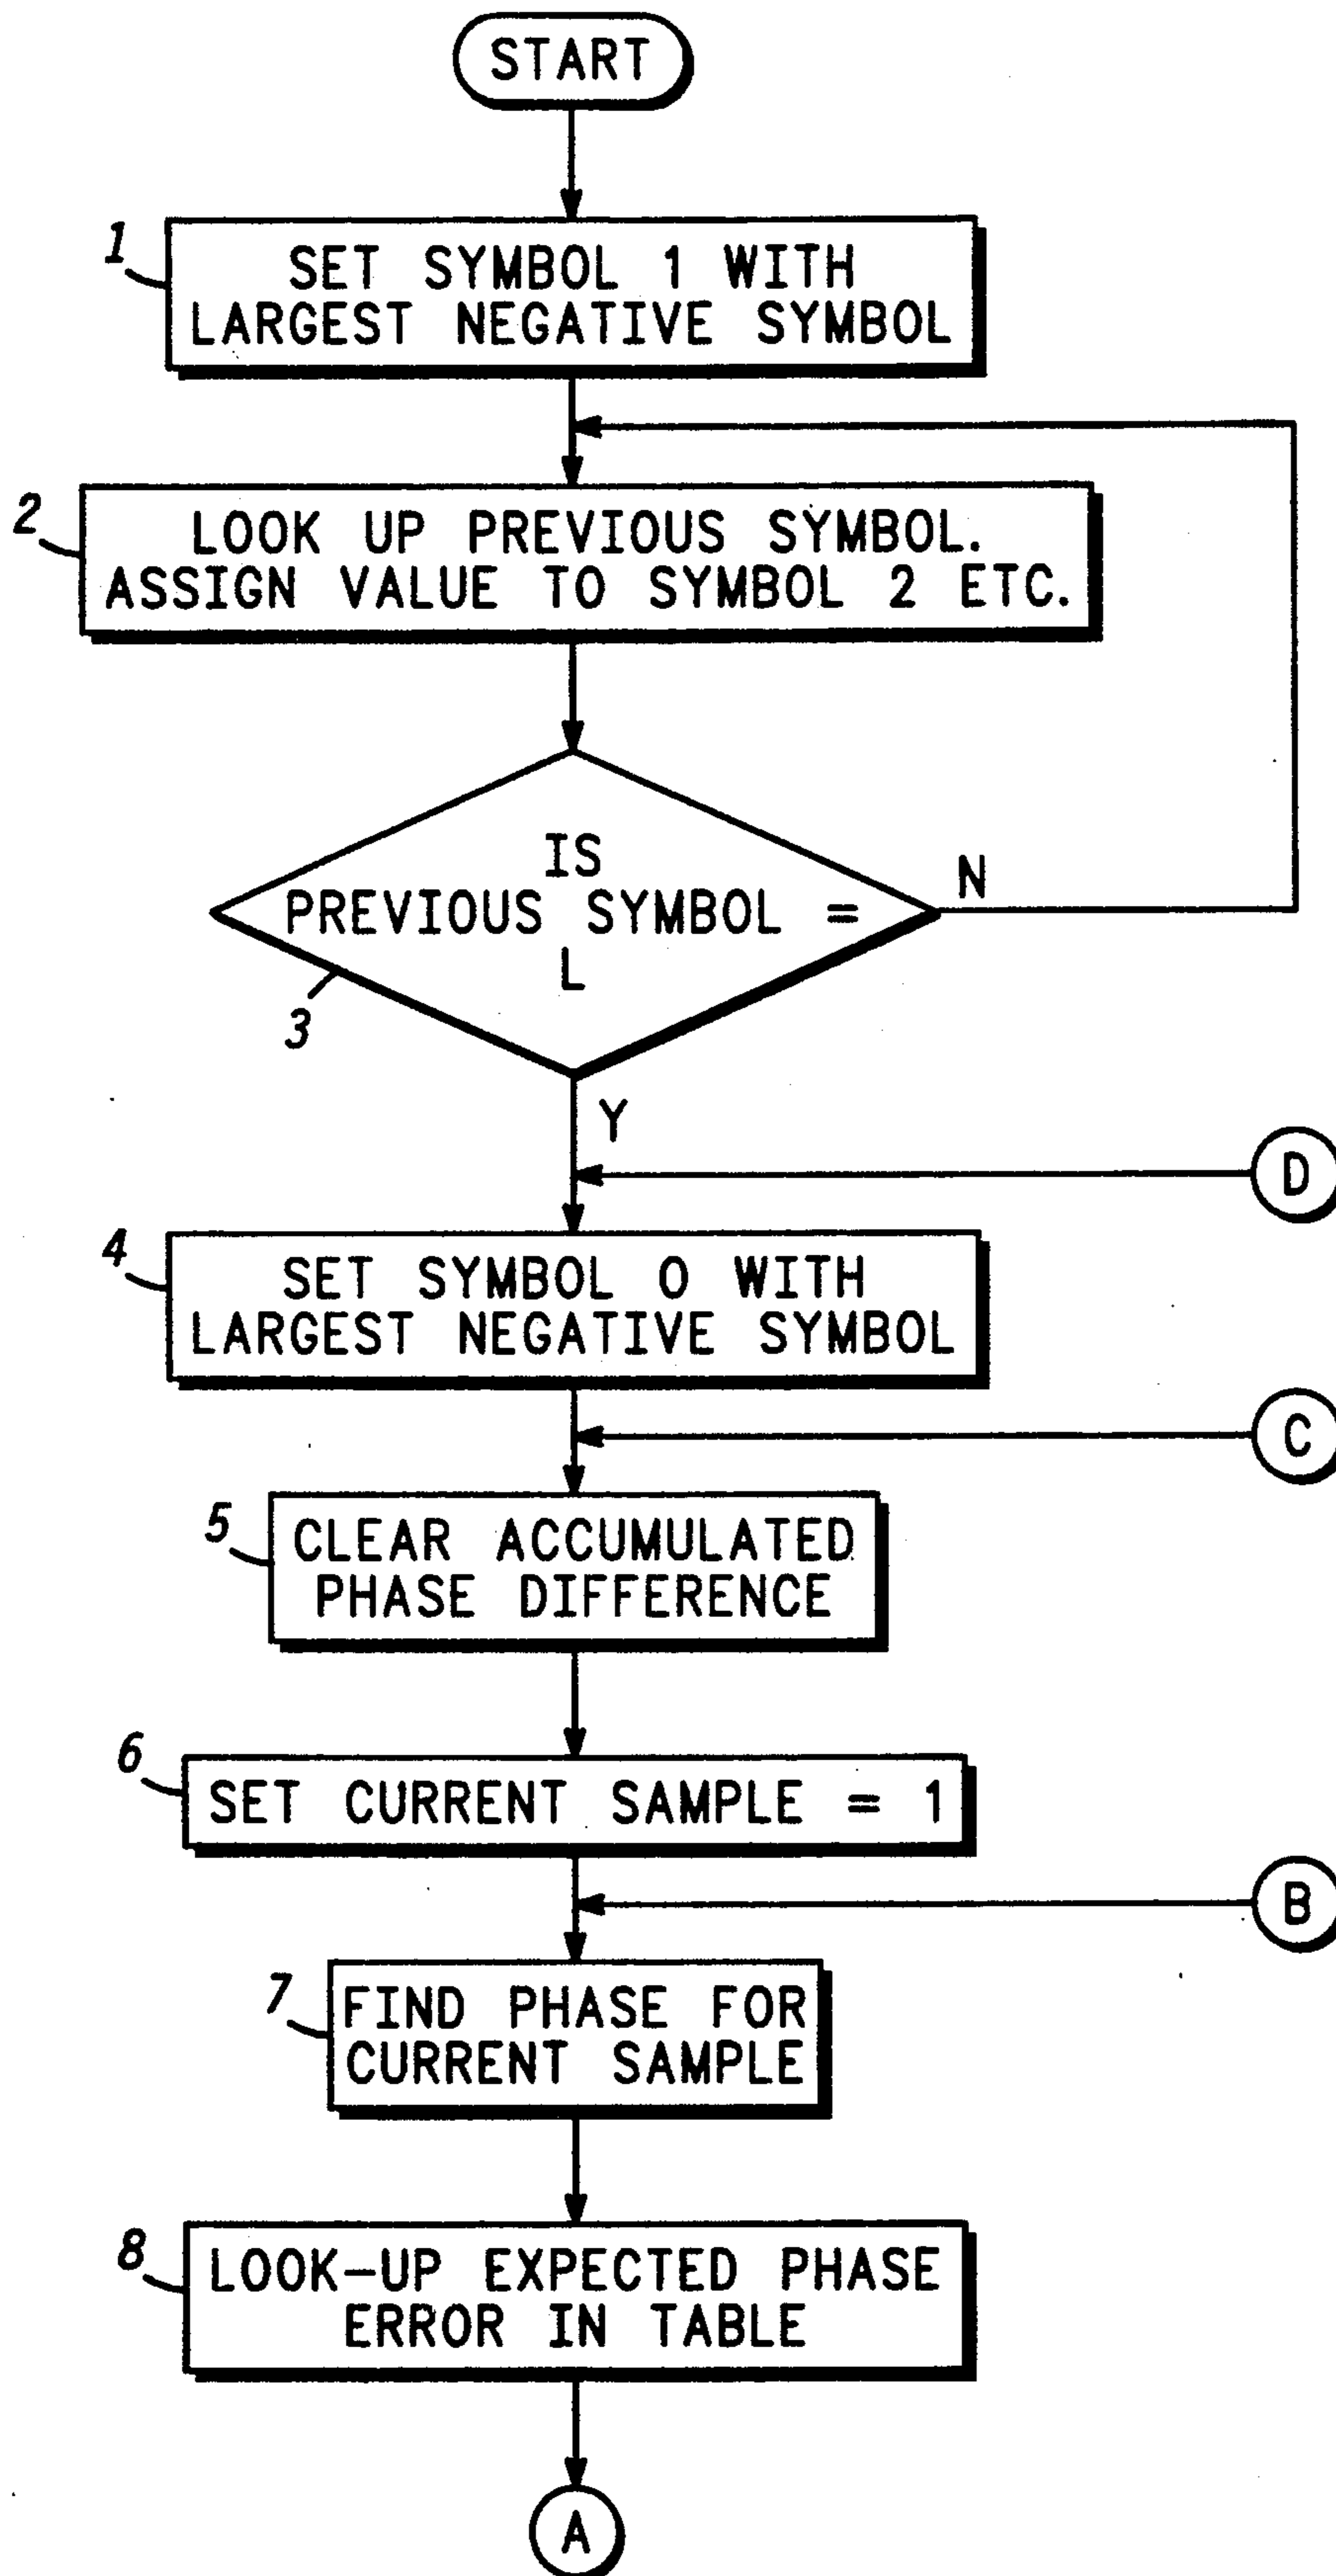 START
1
SET SYMBOL 1 WITH
LARGEST NEGATIVE SYMBOL
2
LOOK UP PREVIOUS SYMBOL.
ASSIGN VALUE TO SYMBOL 2 ETC.
IS
PREVIOUS SYMBOL =
L
N
3
Y
D
4
SET SYMBOL 0 WITH
LARGEST NEGATIVE SYMBOL
C
5
CLEAR ACCUMULATED
PHASE DIFFERENCE
6
SET CURRENT SAMPLE = 1
B
7
FIND PHASE FOR
CURRENT SAMPLE
8
LOOK-UP EXPECTED PHASE
ERROR IN TABLE
A